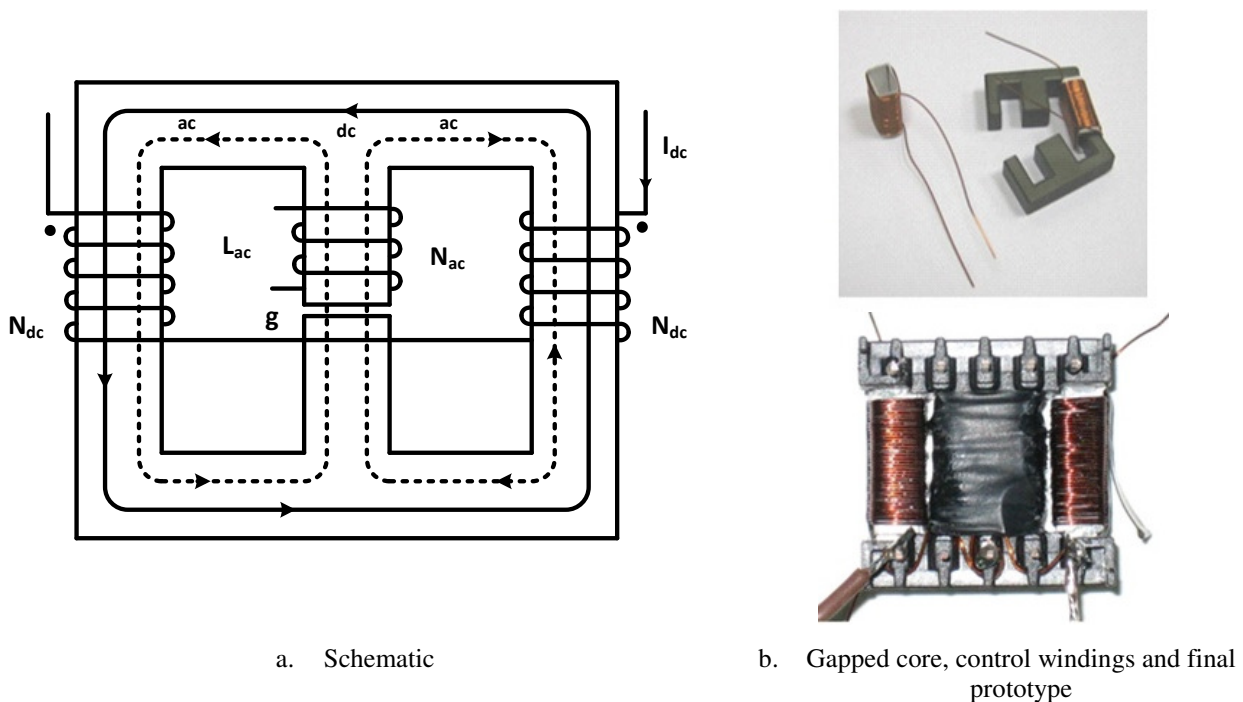 ac
dc
ac
I_dc
L_ac
N_ac
g
N_dc
N_dc
a. Schematic
b. Gapped core, control windings and final
prototype